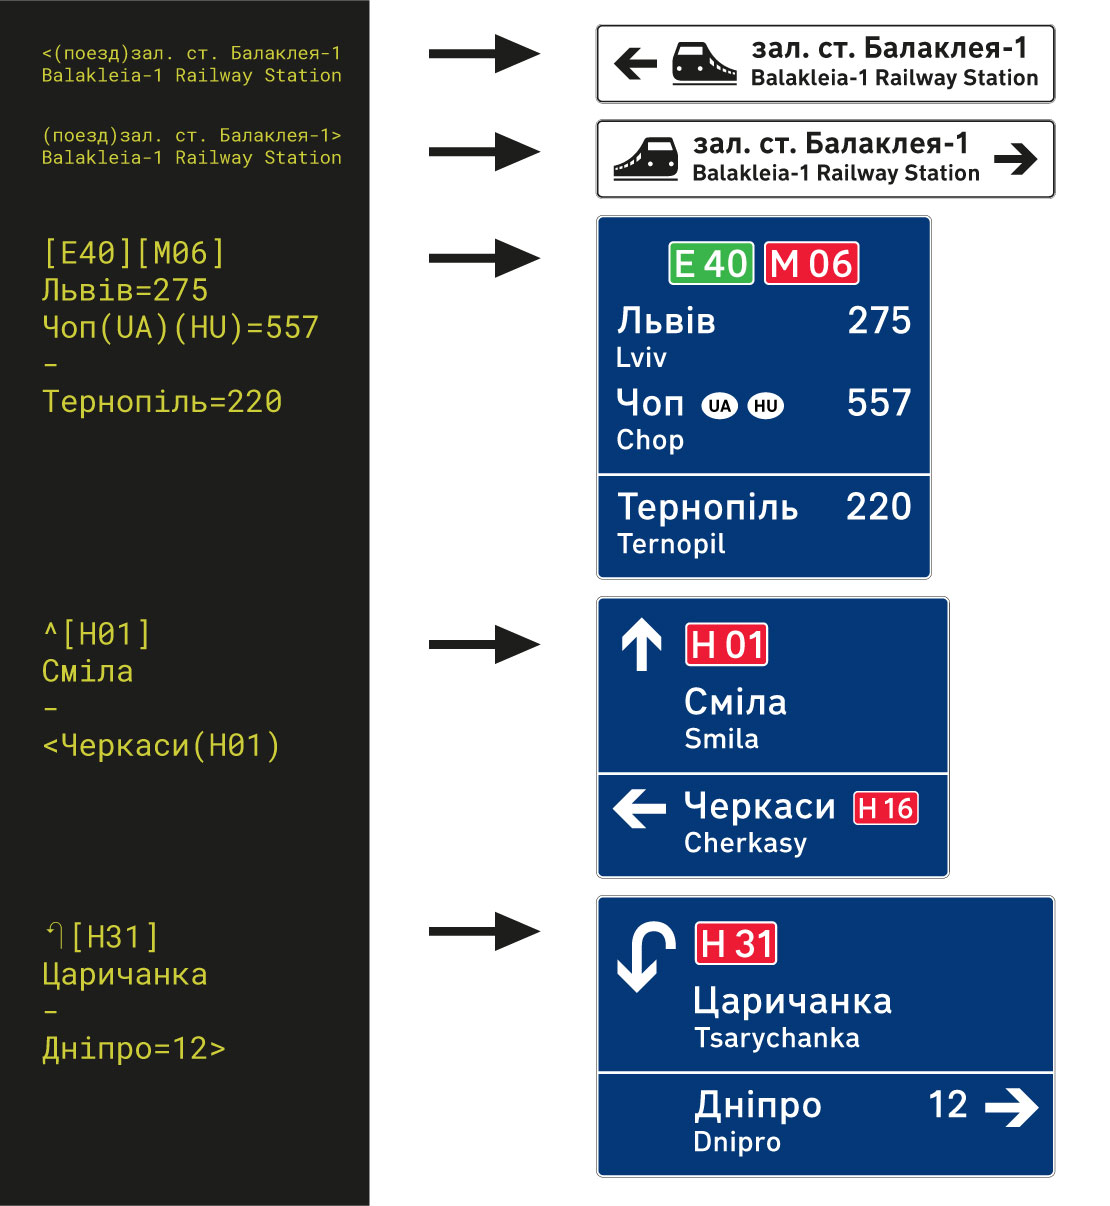 <(поезд)зал. ст. Балаклея-1
Balakleia-1 Railway Station
зал. ст. Балаклея-1
Balakleia-1 Railway Station
(поезд)зал. ст. Балаклея-1>
Balakleia-1 Railway Station
зал. ст. Балаклея-1
Balakleia-1 Railway Station
[E40][M06]
Львів=275
Чоп(UA)(HU)=557
-
Тернопіль=220
E 40 M 06
Львів 275
Lviv
Чоп UA HU 557
Chop
Тернопіль 220
Ternopil
^[H01]
Сміла
-
<Черкаси(H01)
H 01
Сміла
Smila
Черкаси H 16
Cherkasy
↶[H31]
Царичанка
-
Дніпро=12>
H 31
Царичанка
Tsarychanka
Дніпро 12
Dnipro